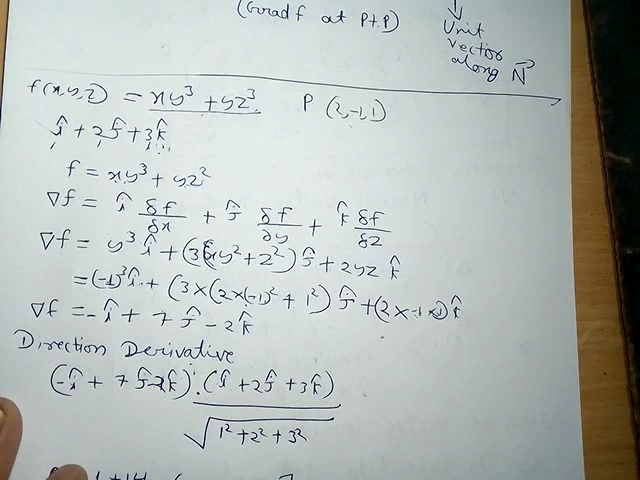 (Grad f at pt P)
Unit
vector
along N⃗
f(x,y,z) = xy³ + yz³. P (2,-1,1)
î + 2ĵ + 3k̂
f = xy³ + yz²
∇f = î δf/δx + ĵ δf/δy + k̂ δf/δz
∇f = y³ î + (3xy² + z²) ĵ + 2yz k̂
= (-1)³ î + (3×(2×(-1)² + 1²) ĵ + (2×-1×1) k̂
∇f = -î + 7ĵ - 2k̂
Direction Derivative
(-î + 7ĵ - 2k̂) . (î + 2ĵ + 3k̂)
√1² + 2² + 3²